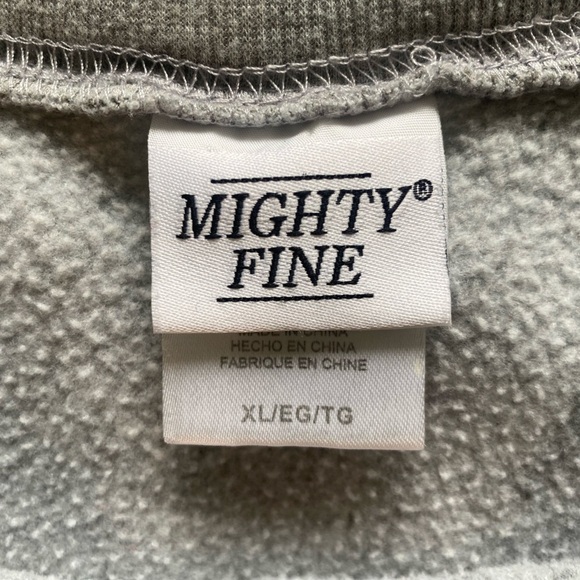 MIGHTY®
FINE
MADE IN CHINA
HECHO EN CHINA
FABRIQUE EN CHINE
XL/EG/TG